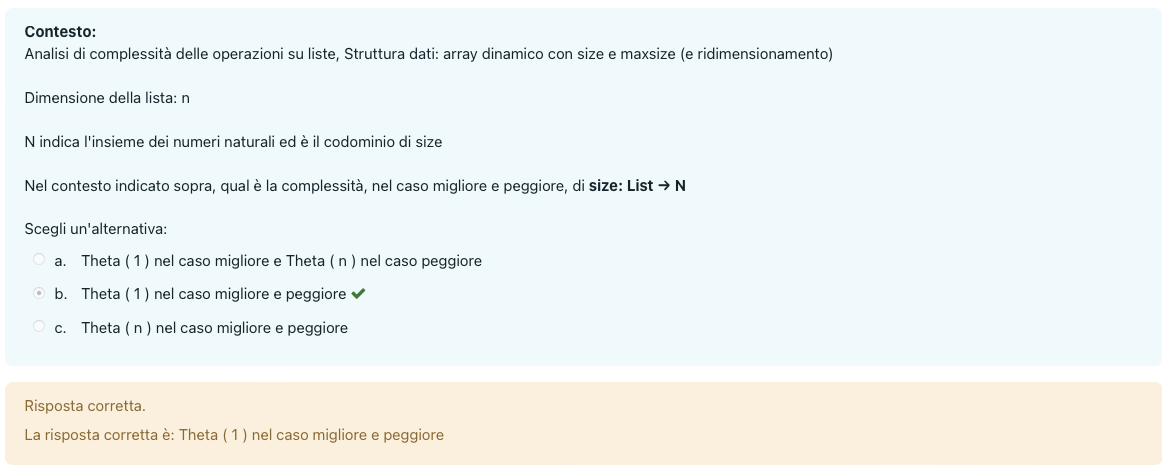 Contesto:
Analisi di complessità delle operazioni su liste, Struttura dati: array dinamico con size e maxsize (e ridimensionamento)
Dimensione della lista: n
N indica l'insieme dei numeri naturali ed è il codominio di size
Nel contesto indicato sopra, qual è la complessità, nel caso migliore e peggiore, di size: List → N
Scegli un'alternativa:
a. Theta ( 1 ) nel caso migliore e Theta ( n ) nel caso peggiore
b. Theta ( 1 ) nel caso migliore e peggiore
c. Theta ( n ) nel caso migliore e peggiore
Risposta corretta.
La risposta corretta è: Theta ( 1 ) nel caso migliore e peggiore